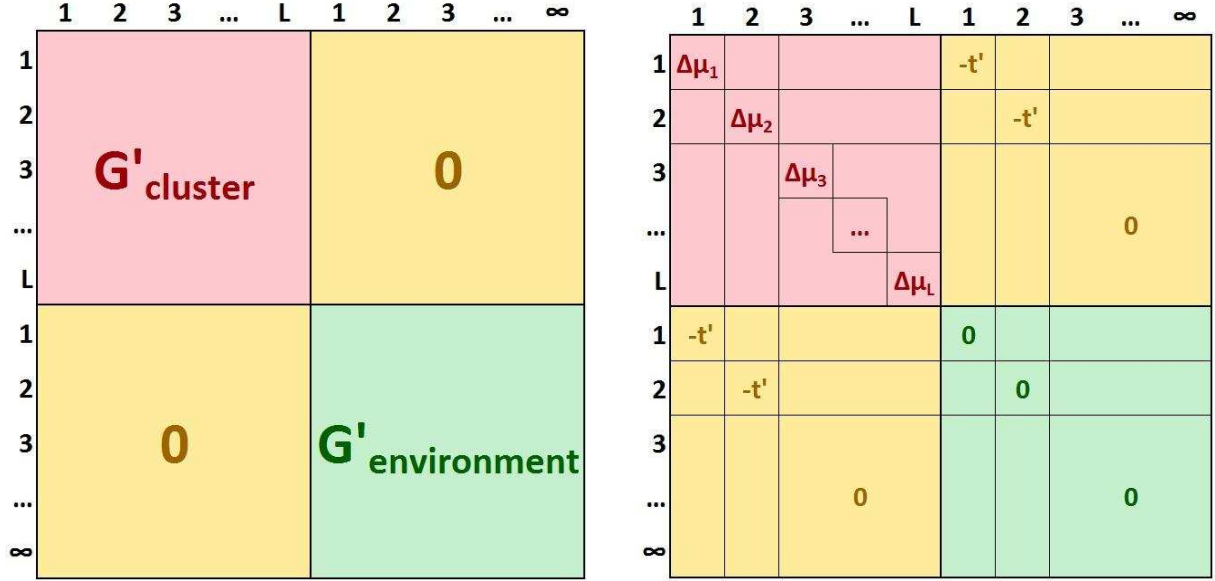 1 2 3 ... L 1 2 3 ... ∞
1
2
3 G'cluster 0
...
L
1
2
3 0 G'environment
...
∞
1 2 3 ... L 1 2 3 ... ∞
1 Δμ1 -t'
2 Δμ2 -t'
3 Δμ3
... ... 0
L ΔμL
1 -t' 0
2 -t' 0
3
... 0 0
∞